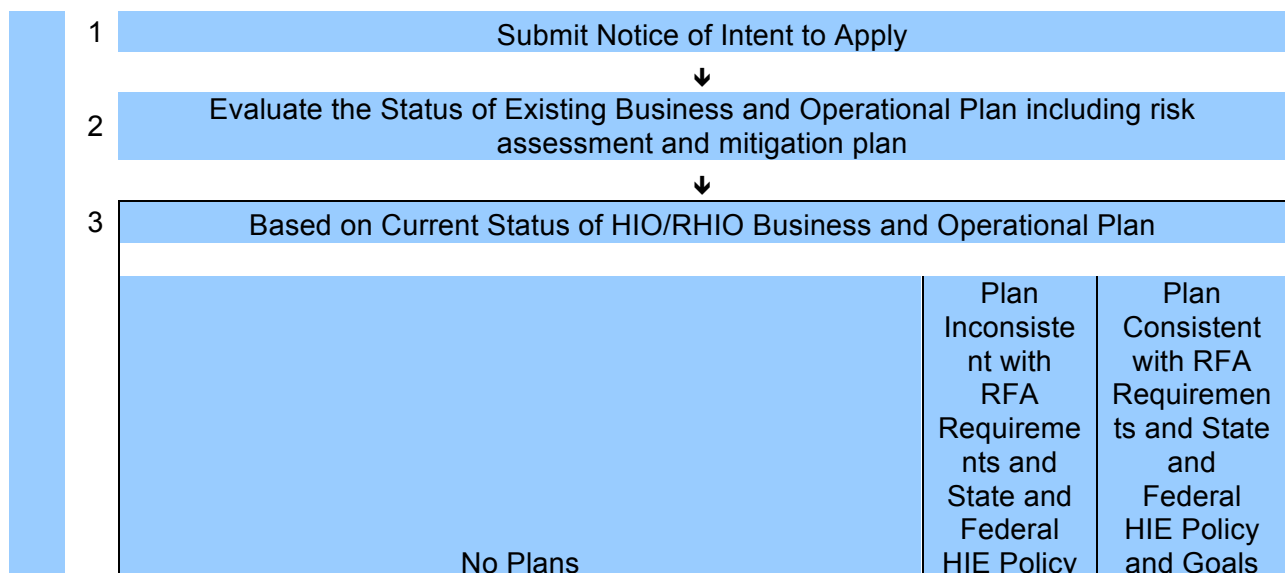 1
Submit Notice of Intent to Apply
🡻
2
Evaluate the Status of Existing Business and Operational Plan including risk
assessment and mitigation plan
🡻
3
Based on Current Status of HIO/RHIO Business and Operational Plan
No Plans
Plan
Inconsiste
nt with
RFA
Requireme
nts and
State and
Federal
HIE Policy
Plan
Consistent
with RFA
Requiremen
ts and State
and
Federal
HIE Policy
and Goals